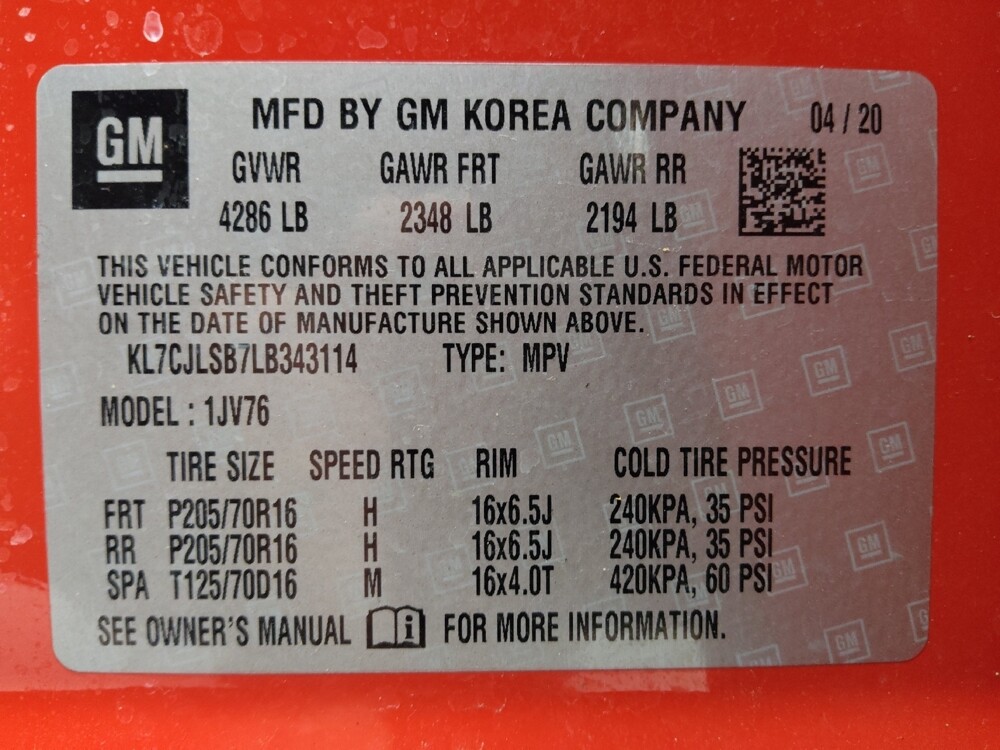 GM MFD BY GM KOREA COMPANY 04 / 20
GVWR GAWR FRT GAWR RR
4286 LB 2348 LB 2194 LB
THIS VEHICLE CONFORMS TO ALL APPLICABLE U.S. FEDERAL MOTOR
VEHICLE SAFETY AND THEFT PREVENTION STANDARDS IN EFFECT
ON THE DATE OF MANUFACTURE SHOWN ABOVE.
KL7CJLSB7LB343114 TYPE: MPV
MODEL : 1JV76
TIRE SIZE SPEED RTG RIM COLD TIRE PRESSURE
FRT P205/70R16 H 16x6.5J 240KPA, 35 PSI
RR P205/70R16 H 16x6.5J 240KPA, 35 PSI
SPA T125/70D16 M 16x4.0T 420KPA, 60 PSI
SEE OWNER'S MANUAL i FOR MORE INFORMATION.